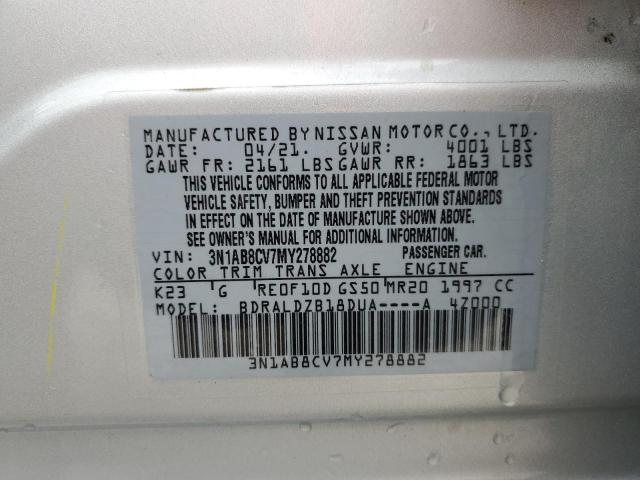 MANUFACTURED BY NISSAN MOTOR CO., LTD.
DATE: 04/21. GVWR: 4001 LBS
GAWR FR: 2161 LBS GAWR RR: 1863 LBS
THIS VEHICLE CONFORMS TO ALL APPLICABLE FEDERAL MOTOR
VEHICLE SAFETY, BUMPER AND THEFT PREVENTION STANDARDS
IN EFFECT ON THE DATE OF MANUFACTURE SHOWN ABOVE.
SEE OWNER'S MANUAL FOR ADDITIONAL INFORMATION.
VIN: 3N1AB8CV7MY278882 PASSENGER CAR.
COLOR TRIM TRANS AXLE ENGINE
K23 G RE0F10D GS50 MR20 1997 CC
MODEL: BDRALDZB18DUA----A 4Z000
3N1AB8CV7MY278882